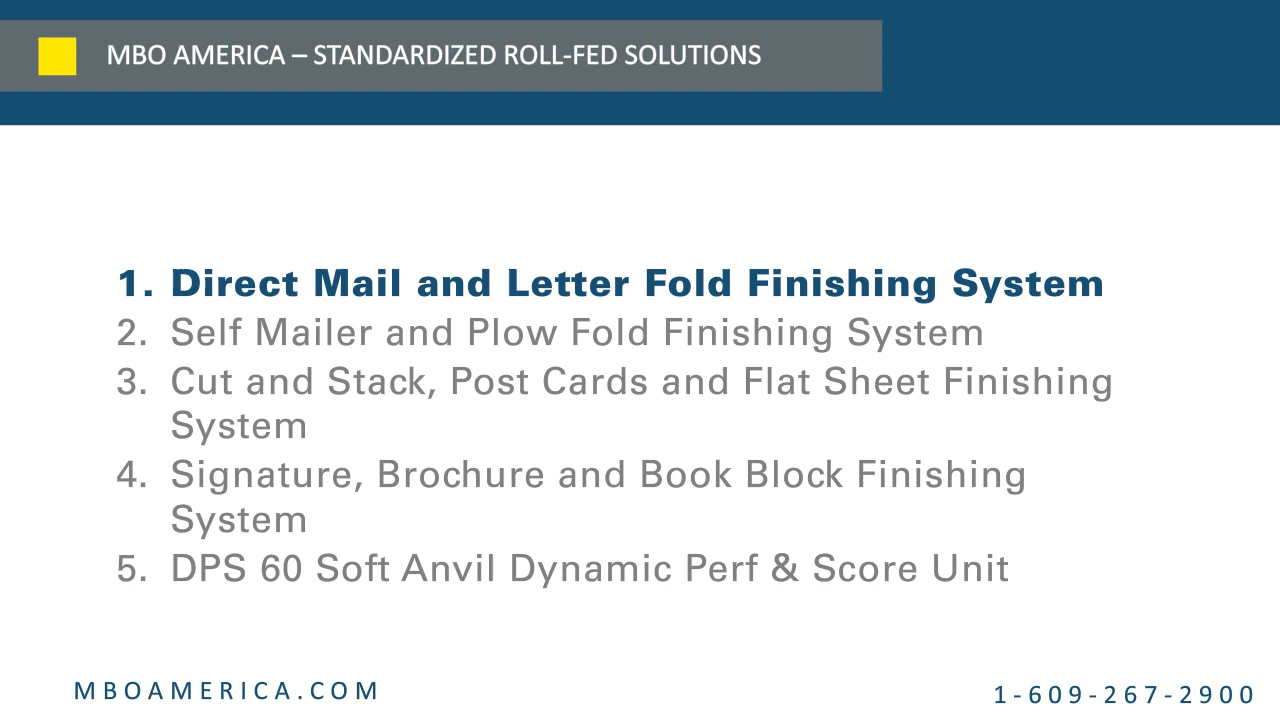 MBO AMERICA – STANDARDIZED ROLL-FED SOLUTIONS
1. Direct Mail and Letter Fold Finishing System
2. Self Mailer and Plow Fold Finishing System
3. Cut and Stack, Post Cards and Flat Sheet Finishing
System
4. Signature, Brochure and Book Block Finishing
System
5. DPS 60 Soft Anvil Dynamic Perf & Score Unit
MBOAMERICA.COM
1-609-267-2900